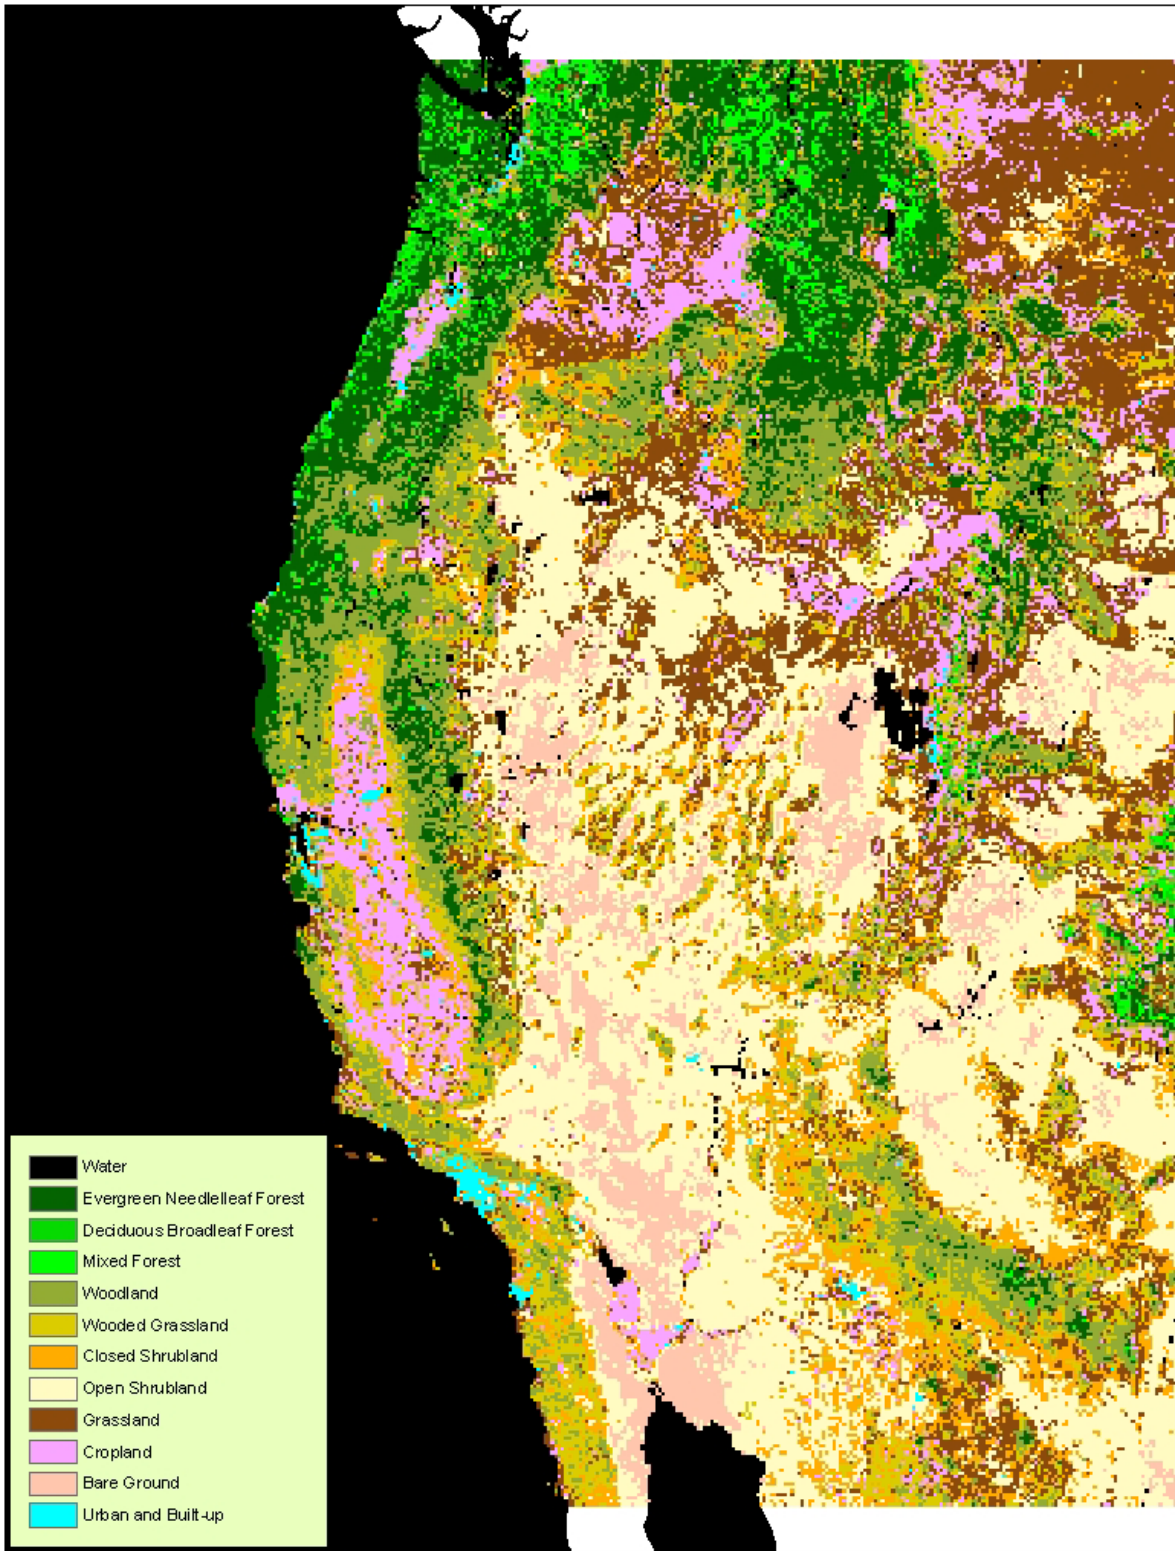 Water
Evergreen Needlelleaf Forest
Deciduous Broadleaf Forest
Mixed Forest
Woodland
Wooded Grassland
Closed Shrubland
Open Shrubland
Grassland
Cropland
Bare Ground
Urban and Built-up